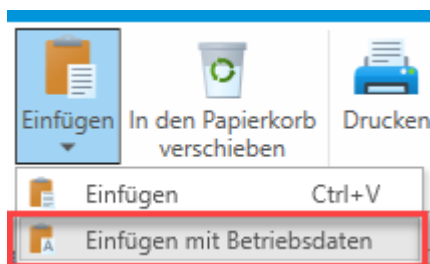 Einfügen
In den Papierkorb
verschieben
Drucken
Einfügen Ctrl+V
A Einfügen mit Betriebsdaten